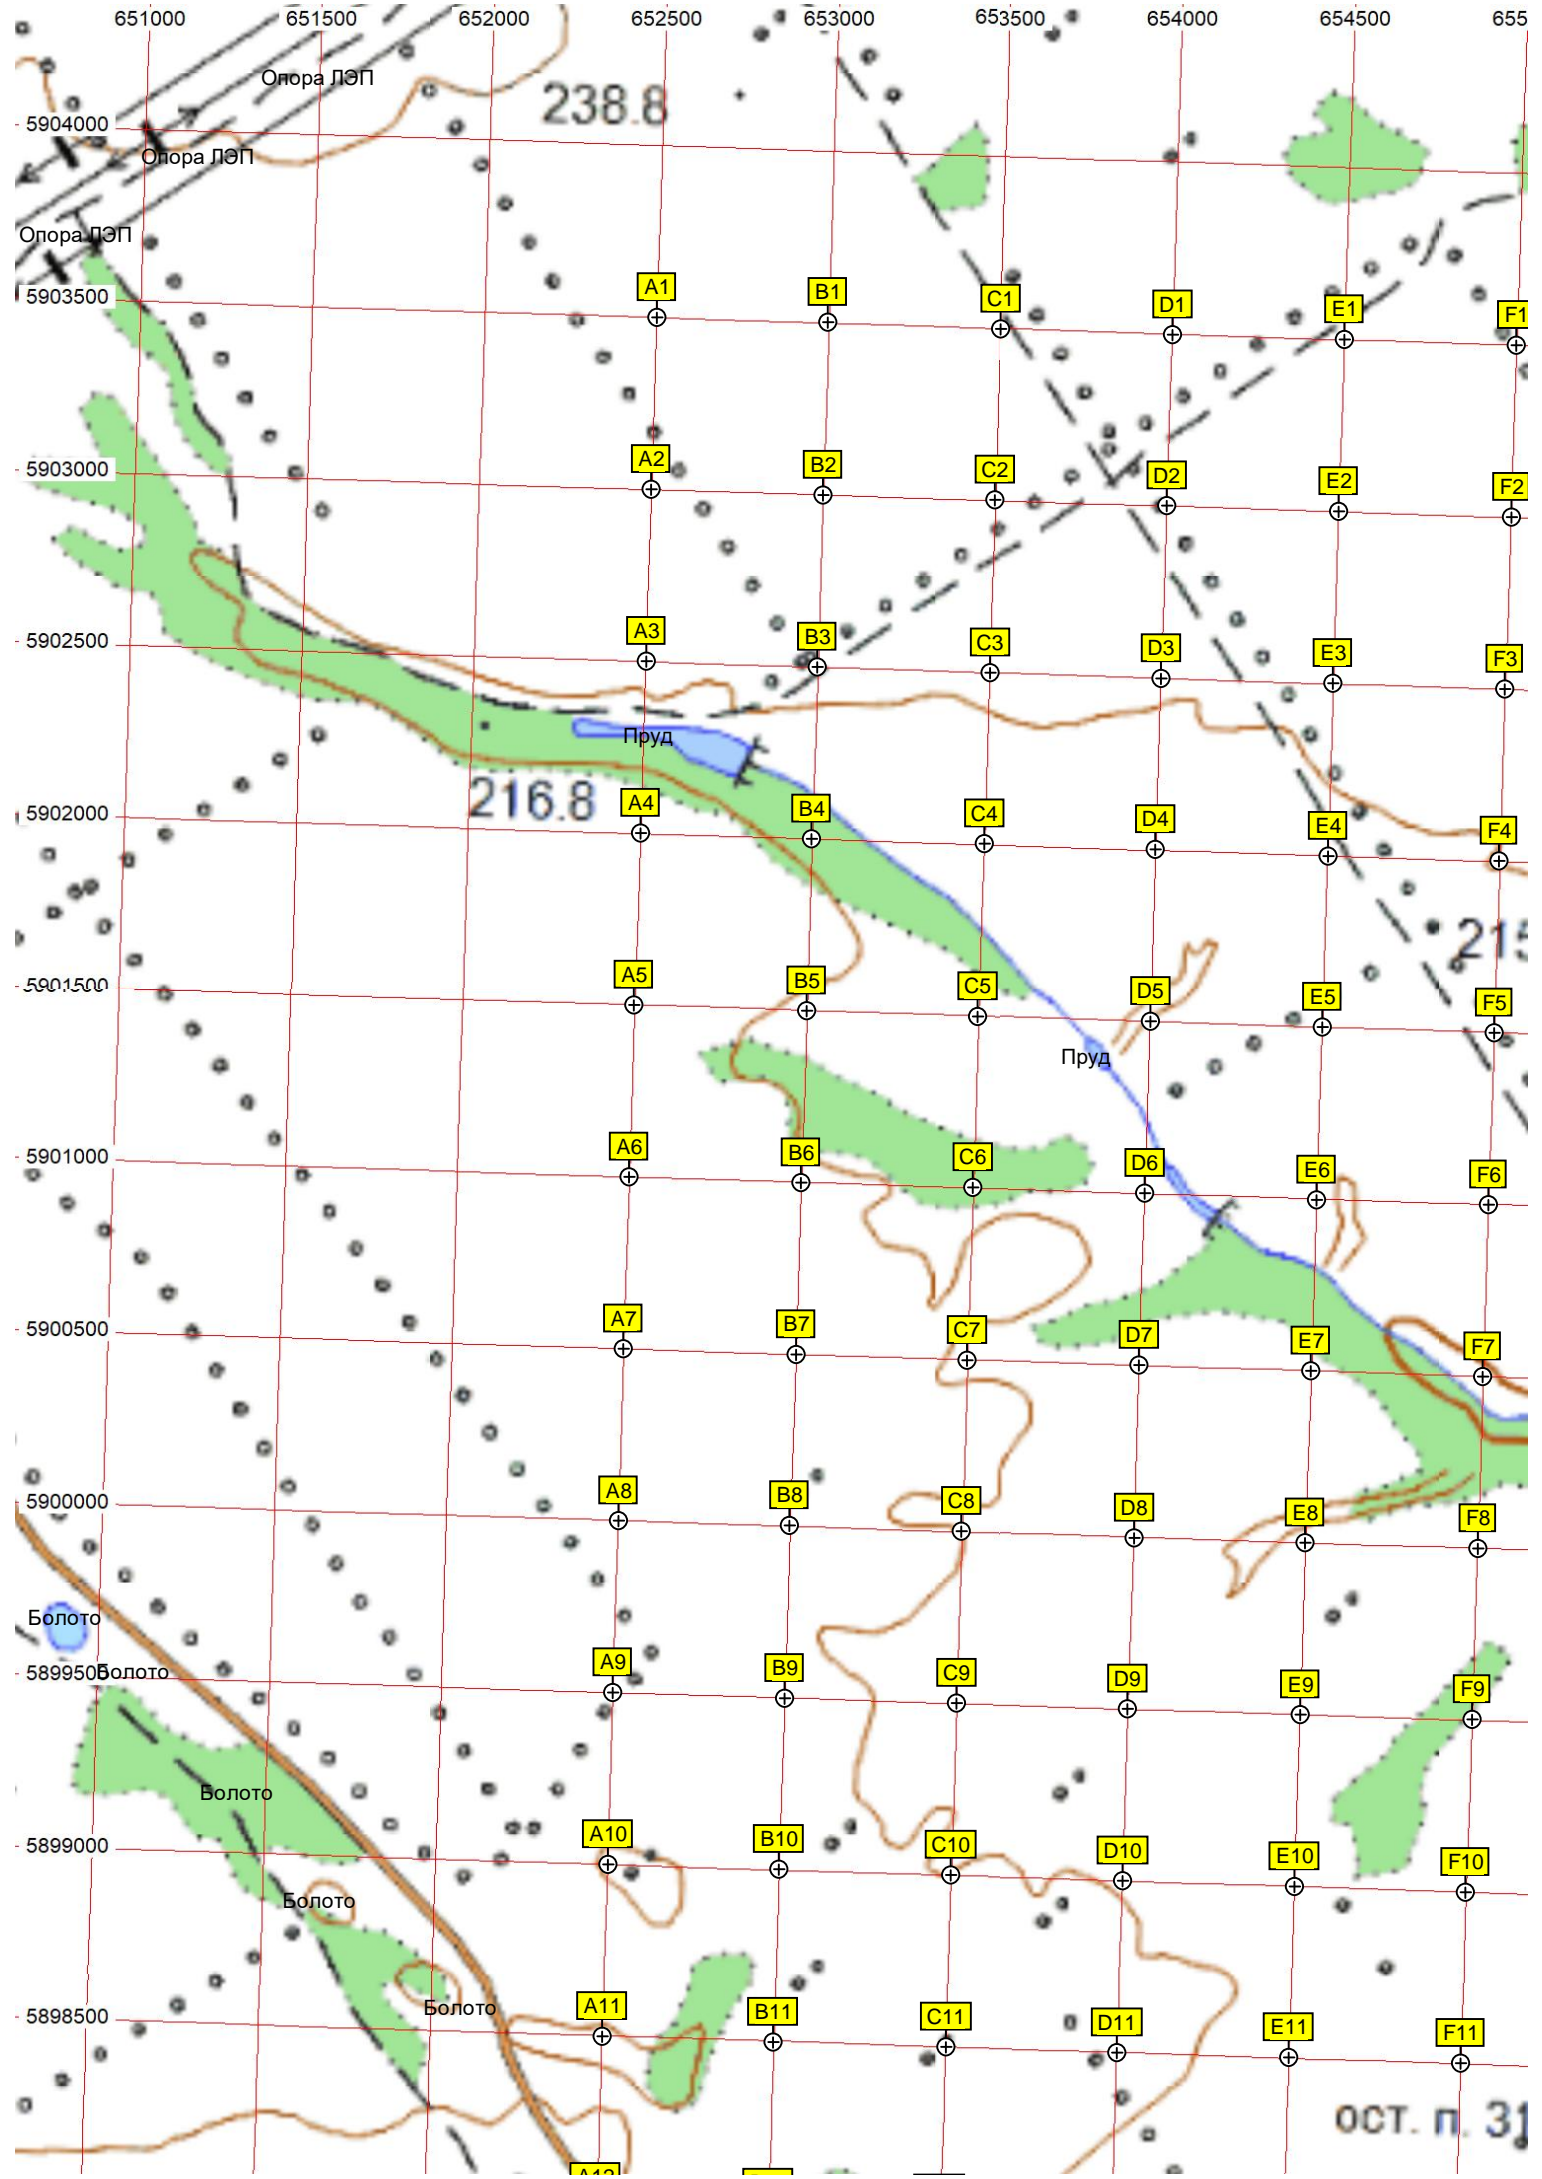 651000 651500 652000 652500 653000 653500 654000 654500 655
Опора ЛЭП
238.8
5904000
Опора ЛЭП
Опора ЛЭП
5903500
A1 B1 C1 D1 E1 F1
5903000
A2 B2 C2 D2 E2 F2
5902500
A3 B3 C3 D3 E3 F3
Пруд
216.8
5902000
A4 B4 C4 D4 E4 F4
215
5901500
A5 B5 C5 D5 E5 F5
Пруд
5901000
A6 B6 C6 D6 E6 F6
5900500
A7 B7 C7 D7 E7 F7
5900000
A8 B8 C8 D8 E8 F8
Болото
5899500
Болото
A9 B9 C9 D9 E9 F9
Болото
5899000
A10 B10 C10 D10 E10 F10
Болото
Болото
5898500
A11 B11 C11 D11 E11 F11
ост. п. 31
A12